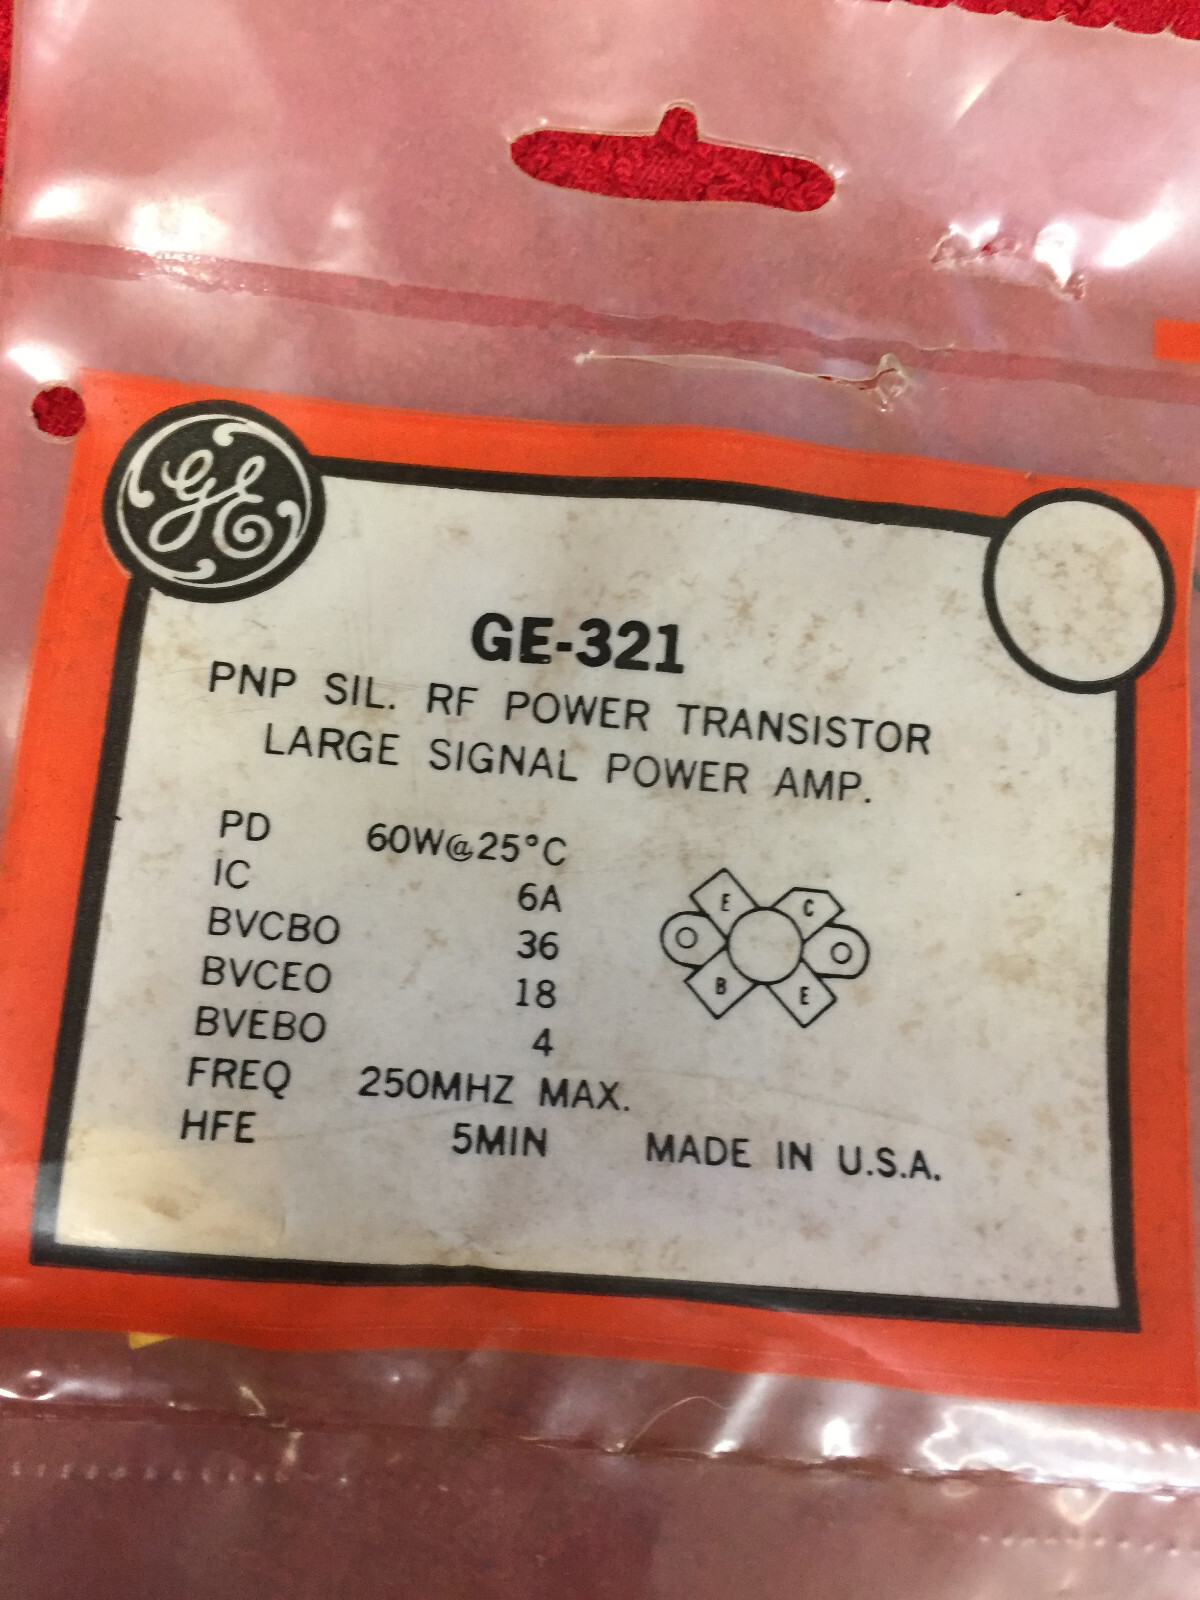 GE
GE-321
PNP SIL. RF POWER TRANSISTOR
LARGE SIGNAL POWER AMP.
PD 60W@25°C
IC 6A
BVCBO 36
BVCEO 18
BVEBO 4
FREQ 250MHZ MAX.
HFE 5MIN MADE IN U.S.A.
E C
B E